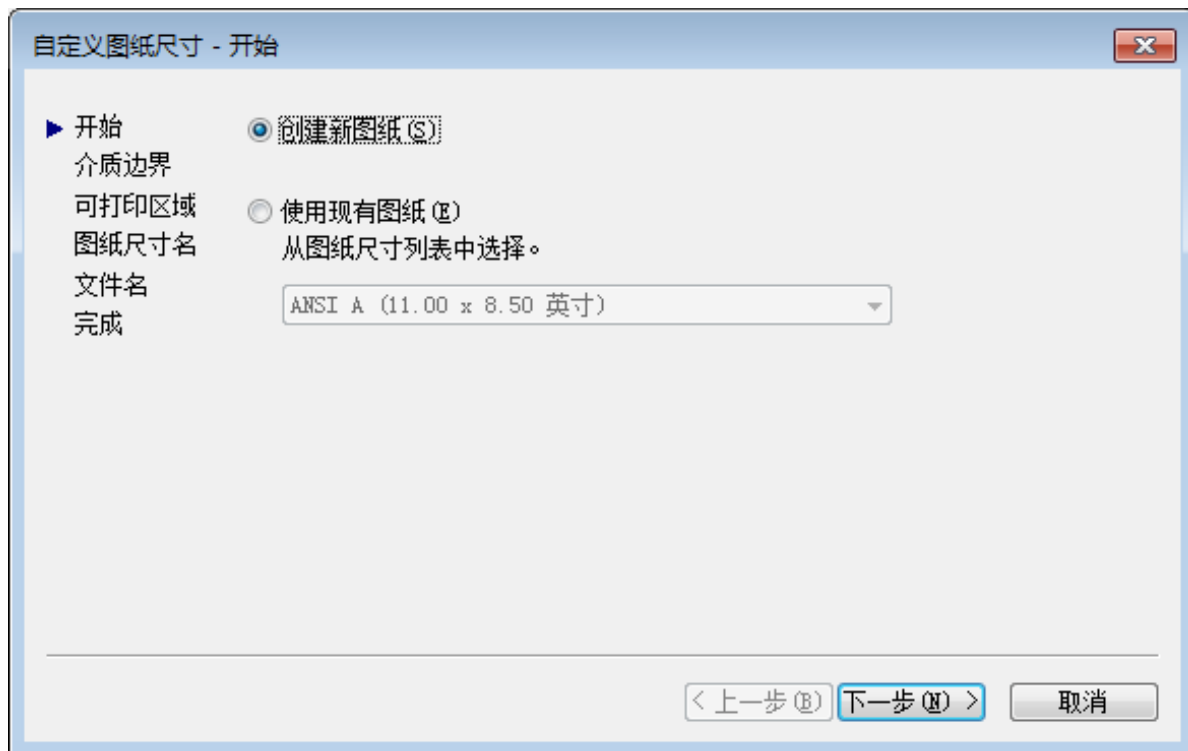 自定义图纸尺寸 - 开始
开始
介质边界
可打印区域
图纸尺寸名
文件名
完成
创建新图纸(S)
使用现有图纸(E)
从图纸尺寸列表中选择。
ANSI A (11.00 x 8.50 英寸)
< 上一步(B)
下一步(N) >
取消